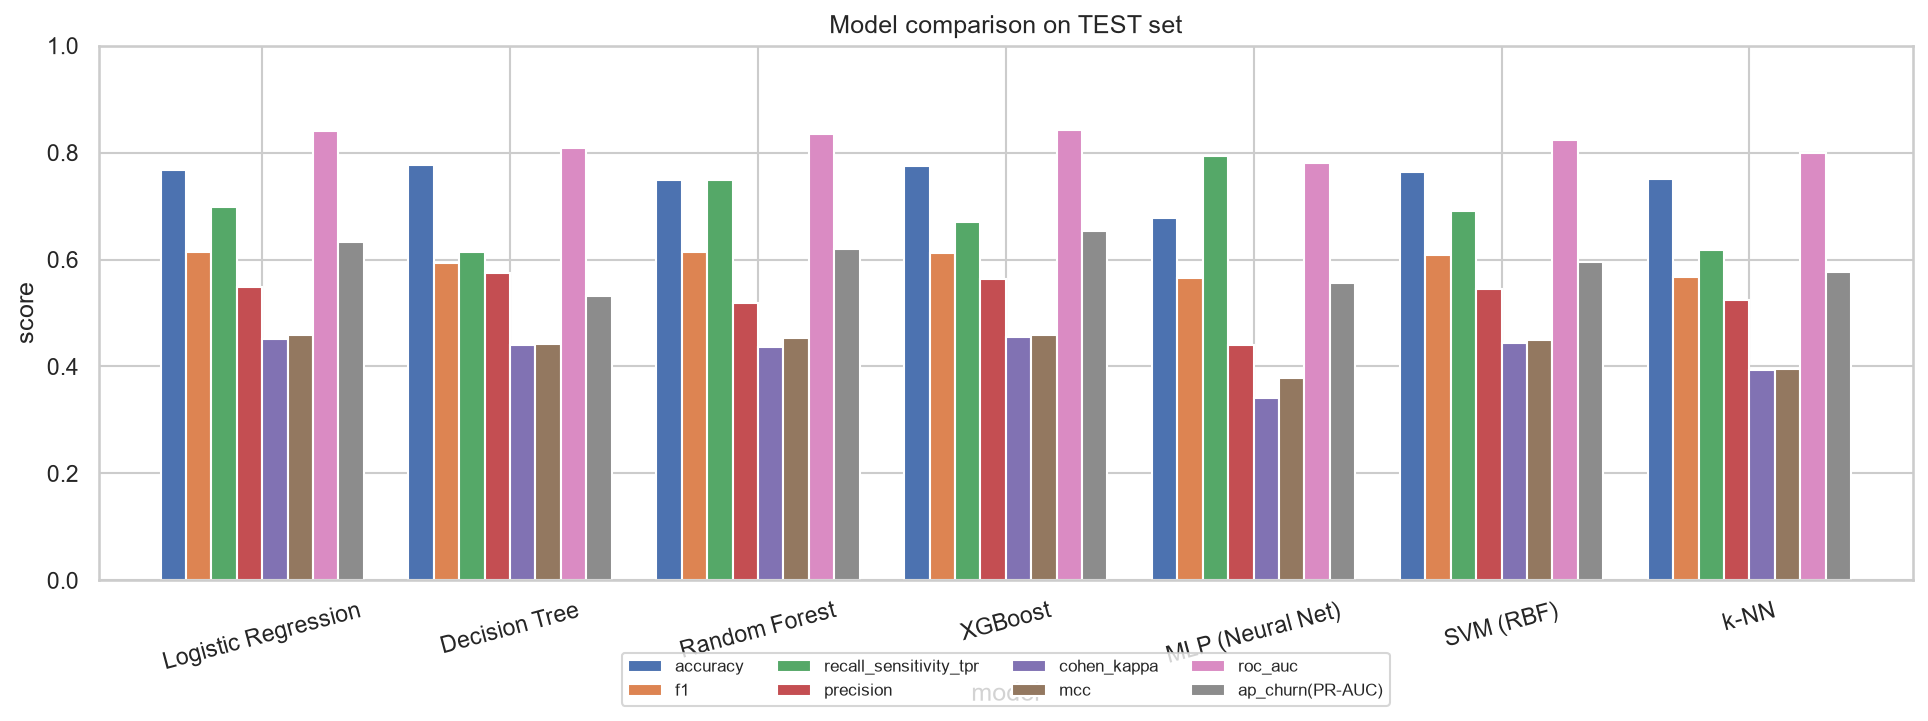 Model comparison on TEST set
1.0
0.8
0.6
0.4
0.2
0.0
score
Logistic Regression
Decision Tree
Random Forest
XGBoost
MLP (Neural Net)
SVM (RBF)
k-NN
model
accuracy
f1
recall_sensitivity_tpr
precision
cohen_kappa
mcc
roc_auc
ap_churn(PR-AUC)